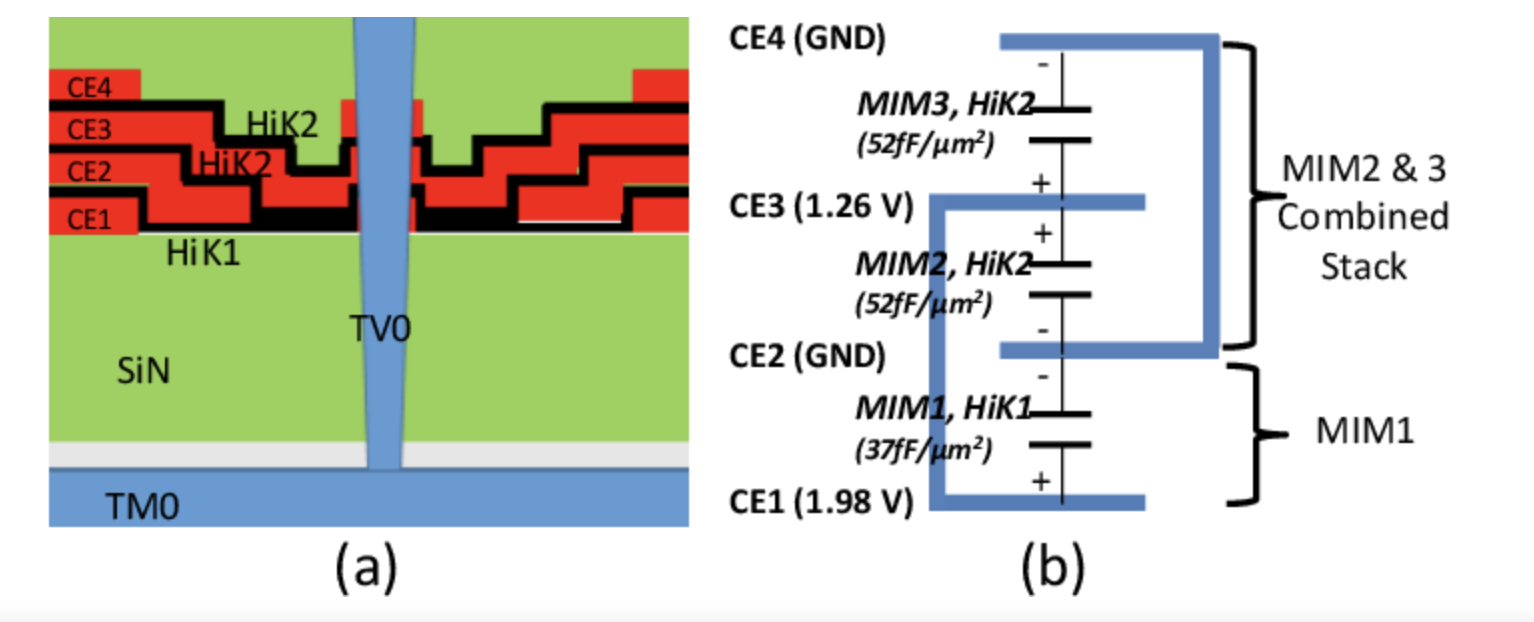 CE4
CE3
CE2
CE1
HiK2
HiK2
HiK1
TV0
SiN
TM0
(a)
CE4 (GND)
-
MIM3, HiK2
(52fF/μm²)
+
CE3 (1.26 V)
+
MIM2, HiK2
(52fF/μm²)
-
CE2 (GND)
-
MIM1, HiK1
(37fF/μm²)
+
CE1 (1.98 V)
MIM2 & 3
Combined
Stack
MIM1
(b)